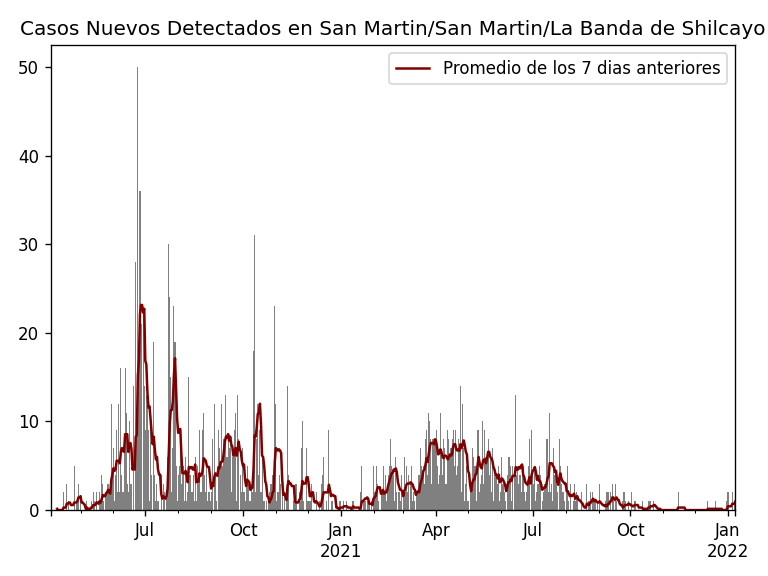 Casos Nuevos Detectados en San Martin/San Martin/La Banda de Shilcayo
Promedio de los 7 dias anteriores
50
40
30
20
10
0
Jul Oct Jan Apr Jul Oct Jan
2021 2022